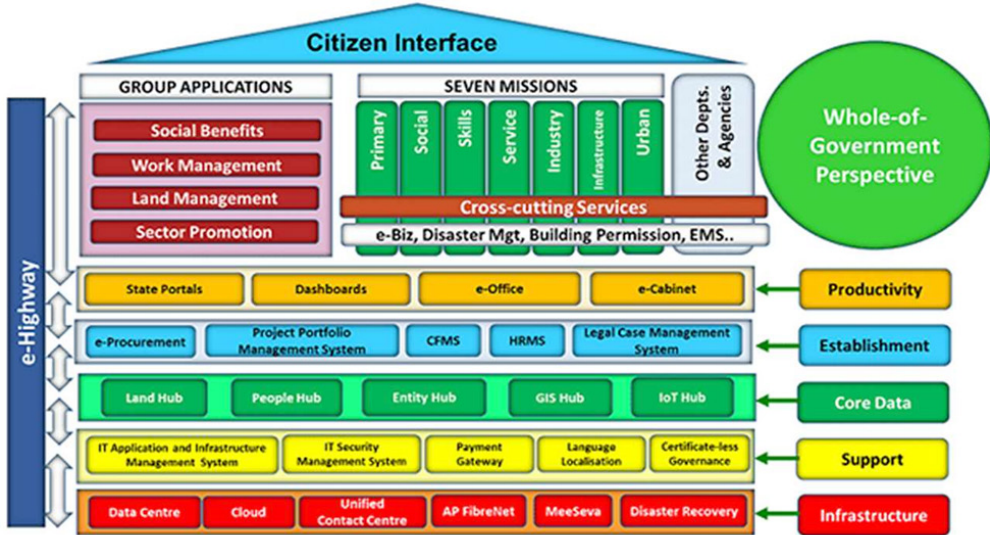 Citizen Interface
GROUP APPLICATIONS
SEVEN MISSIONS
Other Depts.
& Agencies
Whole-of-
Government
Perspective
e-Highway
Social Benefits
Work Management
Land Management
Sector Promotion
Primary
Social
Skills
Service
Industry
Infrastructure
Urban
Cross-cutting Services
e-Biz, Disaster Mgt, Building Permission, EMS..
State Portals
Dashboards
e-Office
e-Cabinet
Productivity
e-Procurement
Project Portfolio
Management System
CFMS
HRMS
Legal Case Management
System
Establishment
Land Hub
People Hub
Entity Hub
GIS Hub
IoT Hub
Core Data
IT Application and Infrastructure
Management System
IT Security
Management System
Payment
Gateway
Language
Localisation
Certificate-less
Governance
Support
Data Centre
Cloud
Unified
Contact Centre
AP FibreNet
MeeSeva
Disaster Recovery
Infrastructure